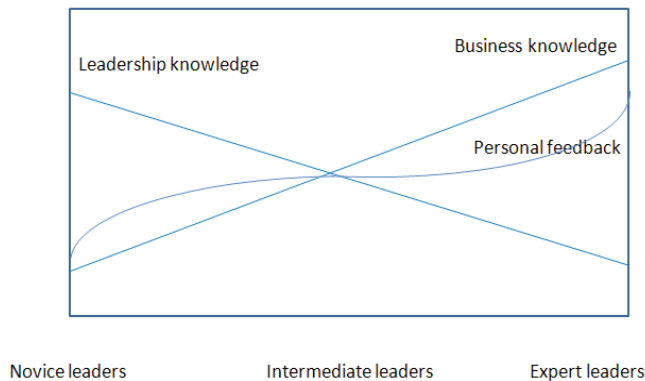 Business knowledge
Leadership knowledge
Personal feedback
Novice leaders
Intermediate leaders
Expert leaders